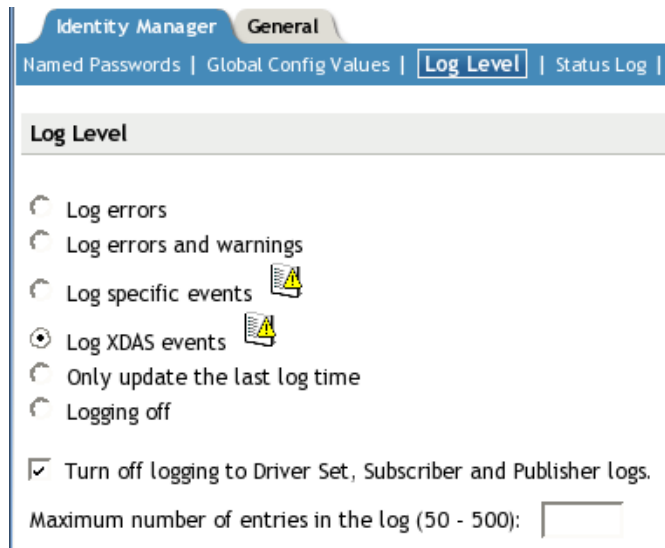 Identity Manager General
Named Passwords | Global Config Values | Log Level | Status Log |
Log Level
Log errors
Log errors and warnings
Log specific events
Log XDAS events
Only update the last log time
Logging off
Turn off logging to Driver Set, Subscriber and Publisher logs.
Maximum number of entries in the log (50 - 500):